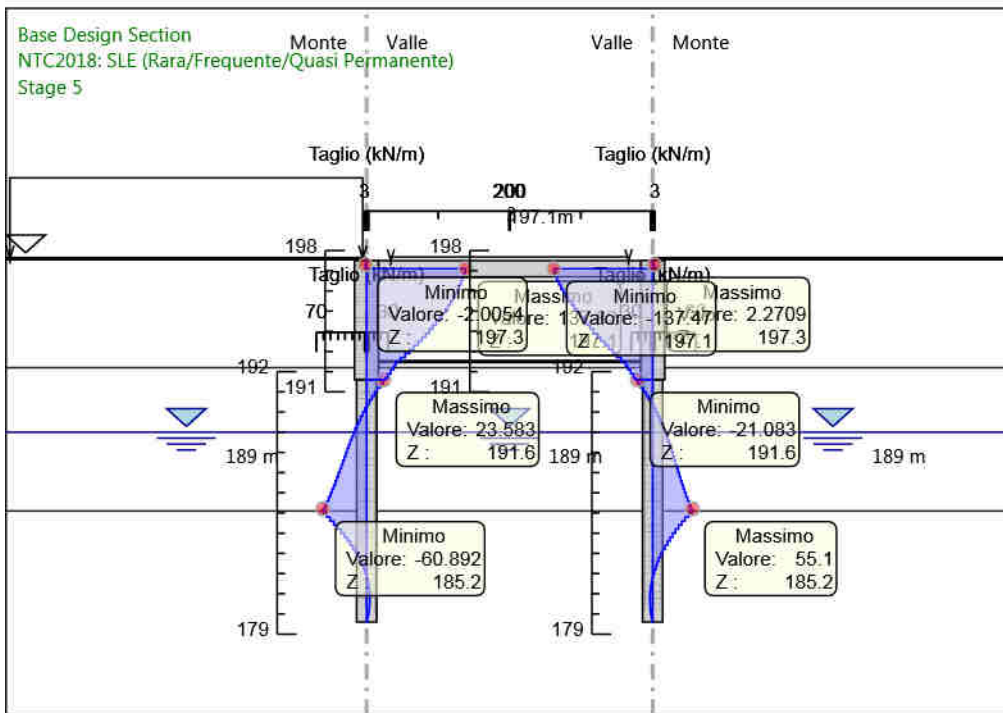 Base Design Section
NTC2018: SLE (Rara/Frequente/Quasi Permanente)
Stage 5
Monte Valle Valle Monte
Taglio (kN/m) Taglio (kN/m)
3 200 3
197.1m
198 198
Taglio (kN/m) Taglio (kN/m)
70
Minimo
Valore: -2.0054
Z : 197.3
Massimo
Minimo
Valore: -137.47
Z : 197.1
Massimo
Valore: 2.2709
Z : 197.3
192 192
191 191
Massimo
Valore: 23.583
Z : 191.6
Minimo
Valore: -21.083
Z : 191.6
189 m 189 m 189 m
Minimo
Valore: -60.892
Z : 185.2
Massimo
Valore: 55.1
Z : 185.2
179 179